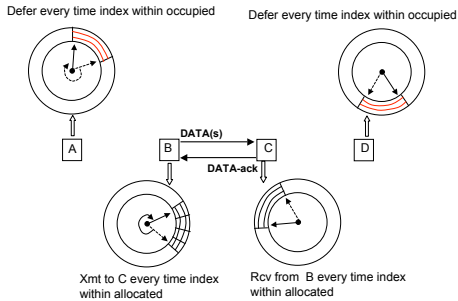 Defer every time index within occupied
Defer every time index within occupied
A
B
DATA(s)
C
D
DATA-ack
Xmt to C every time index
within allocated
Rcv from B every time index
within allocated